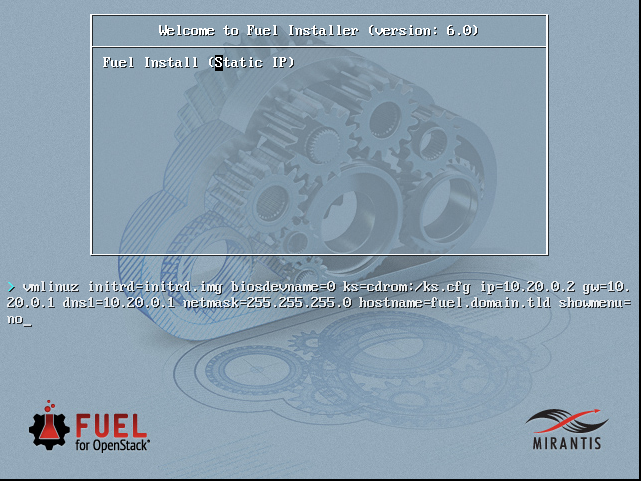 Welcome to Fuel Installer (version: 6.0)
Fuel Install (Static IP)
> vmlinuz initrd=initrd.img biosdevname=0 ks=cdrom:/ks.cfg ip=10.20.0.2 gw=10.
20.0.1 dns1=10.20.0.1 netmask=255.255.255.0 hostname=fuel.domain.tld showmenu=
no_
FUEL
for OpenStack®
MIRANTIS